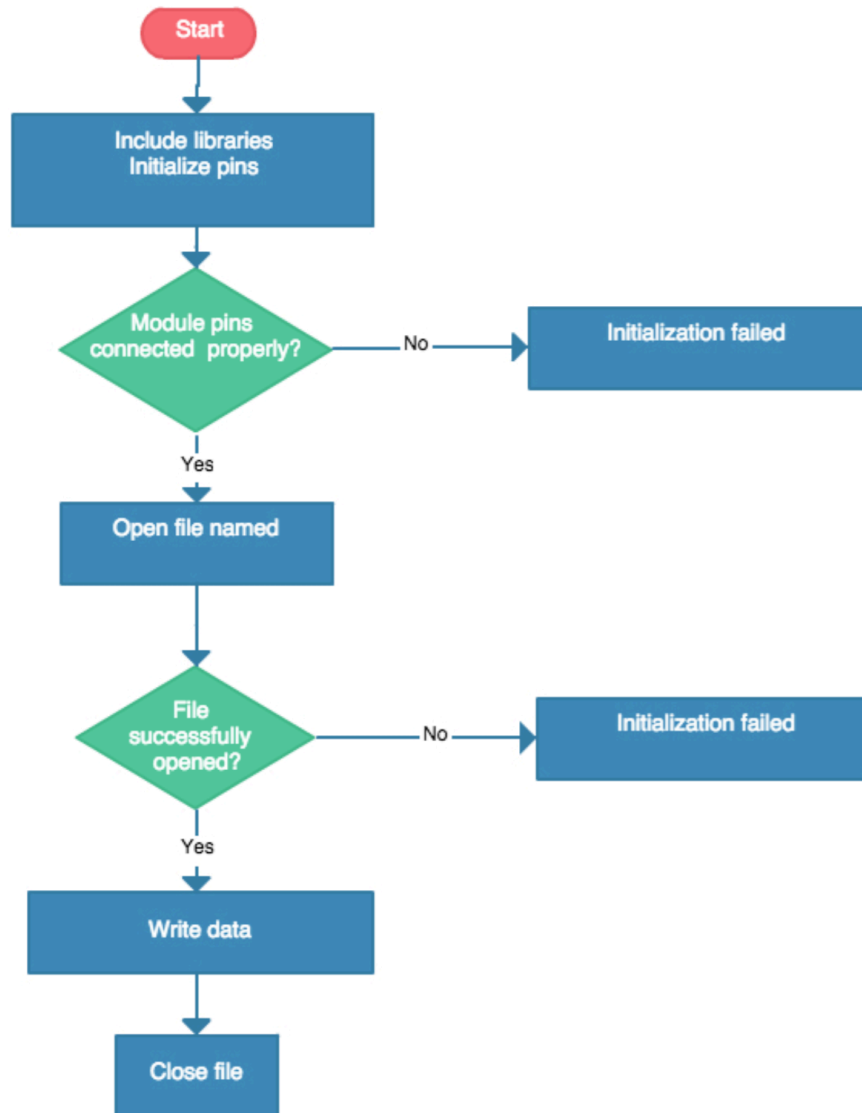 Start
Include libraries
Initialize pins
Module pins
connected properly?
No
Initialization failed
Yes
Open file named
File
successfully
opened?
No
Initialization failed
Yes
Write data
Close file